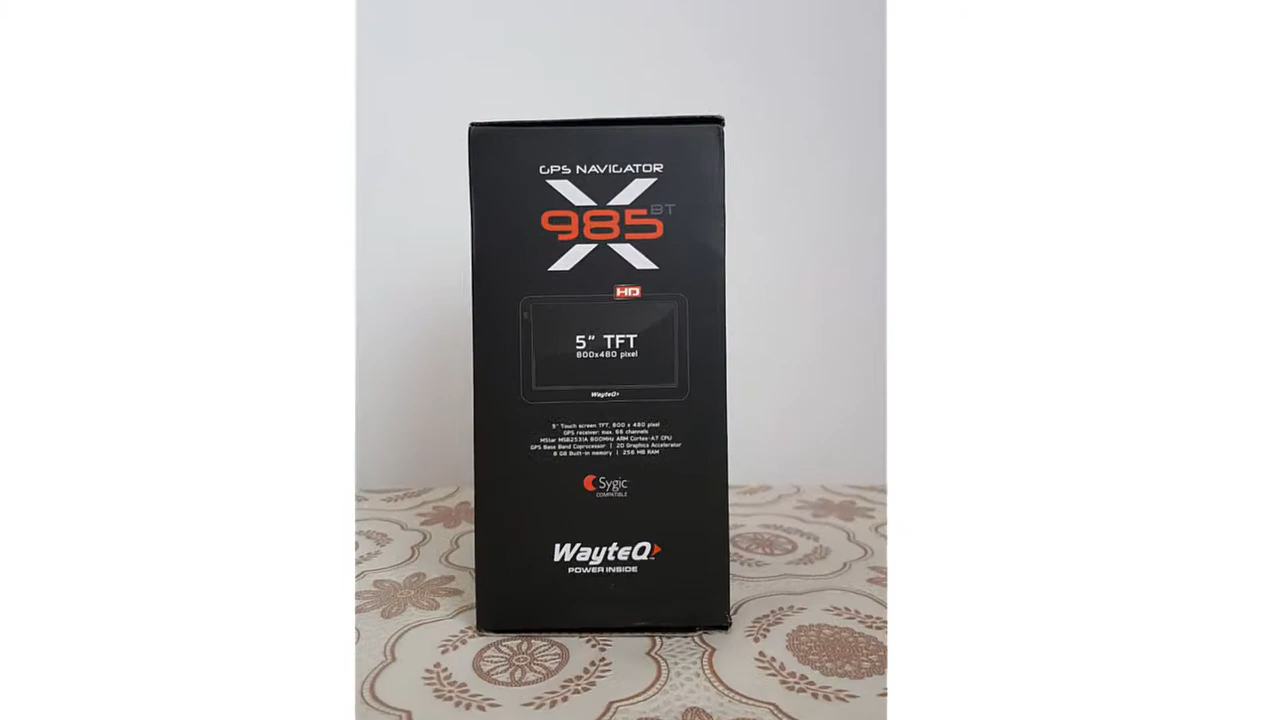 GPS NAVIGATOR
X
985 BT
HD
5" TFT
800x480 pixel
WayteQ
5" Touch screen TFT, 800 x 480 pixel
GPS receiver: max. 66 channels
MStar MSB2531A 800MHz ARM Cortex-A7 CPU
GPS Base Band Coprocessor | 2D Graphics Accelerator
8 GB Built-in memory | 256 MB RAM
Sygic
COMPATIBLE
WayteQ
POWER INSIDE